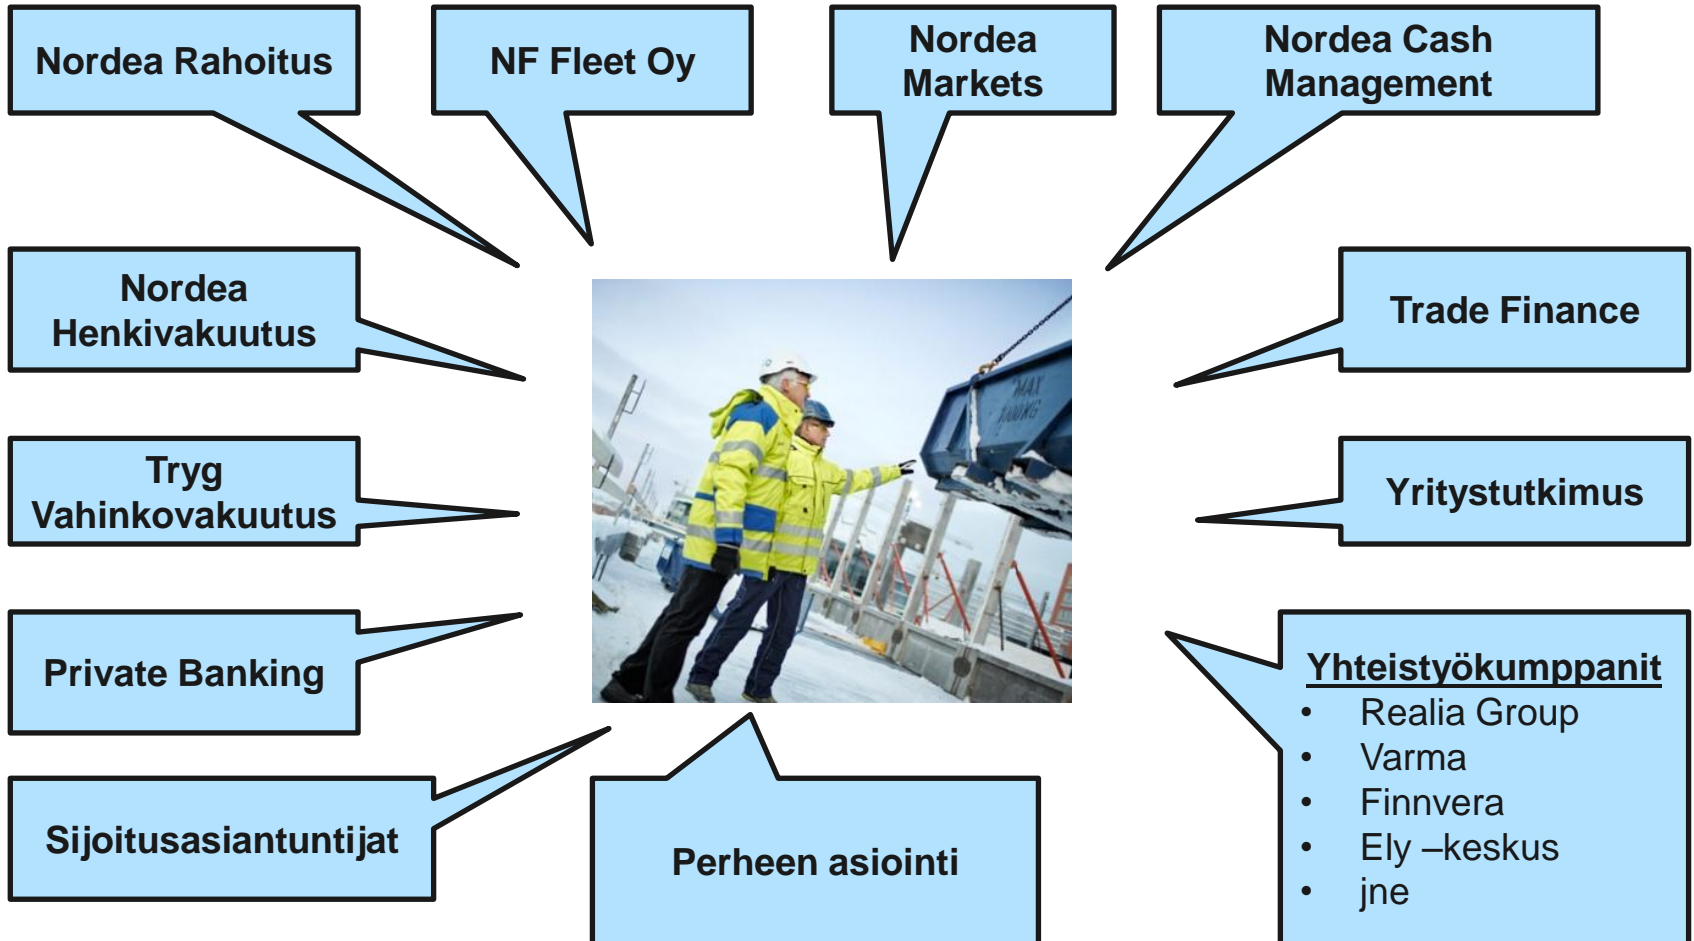 Nordea Rahoitus
NF Fleet Oy
Nordea
Markets
Nordea Cash
Management
Nordea
Henkivakuutus
Trade Finance
MAX
Tryg
Vahinkovakuutus
Yritystutkimus
Private Banking
Yhteistyökumppanit
• Realia Group
• Varma
• Finnvera
• Ely –keskus
• jne
Sijoitusasiantuntijat
Perheen asiointi